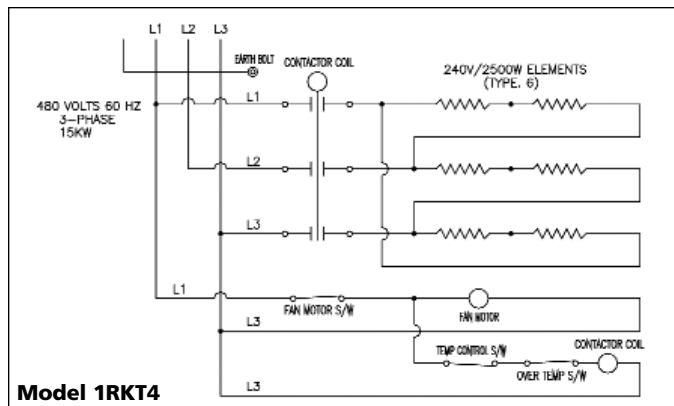 L1 L2 L3
EARTH BOLT
CONTACTOR COIL
240V/2500W ELEMENTS
(TYPE. 6)
480 VOLTS 60 HZ
3-PHASE
15KW
L1
L2
L3
L1
FAN MOTOR S/W
FAN MOTOR
L3
TEMP CONTROL S/W
OVER TEMP S/W
CONTACTOR COIL
L3
Model 1RKT4